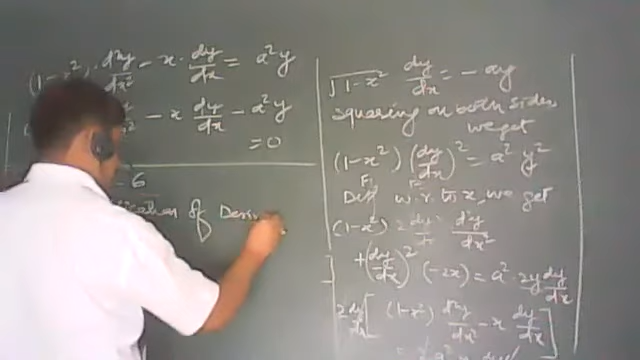 (1-x²) · d²y/dx² - x · dy/dx = a²y
- x dy/dx - a²y
= 0
= 6
of Deriv
√1-x² dy/dx = - ay
Squaring on both sides
we get
(1-x²) (dy/dx)² = a² y²
Diff w.r. to x, we get
(1-x²) 2 dy/dx d²y/dx²
+ (dy/dx)² (-2x) = a² · 2y dy/dx
2 dy/dx [ (1-x²) d²y/dx² - x dy/dx ]